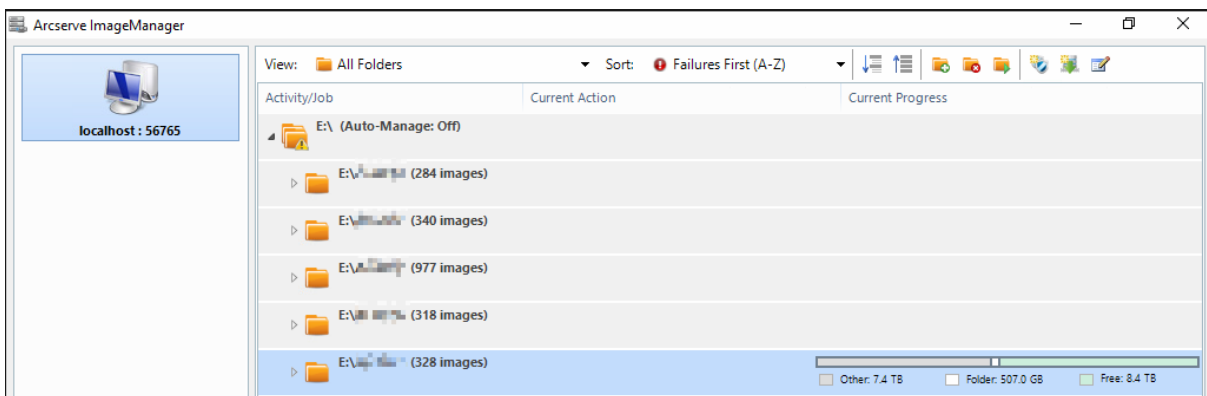 Arcserve ImageManager
localhost : 56765
View: All Folders Sort: Failures First (A-Z)
Activity/Job Current Action Current Progress
E:\ (Auto-Manage: Off)
E:\ (284 images)
E:\ (340 images)
E:\ (977 images)
E:\ (318 images)
E:\ (328 images)
Other: 7.4 TB Folder: 507.0 GB Free: 8.4 TB